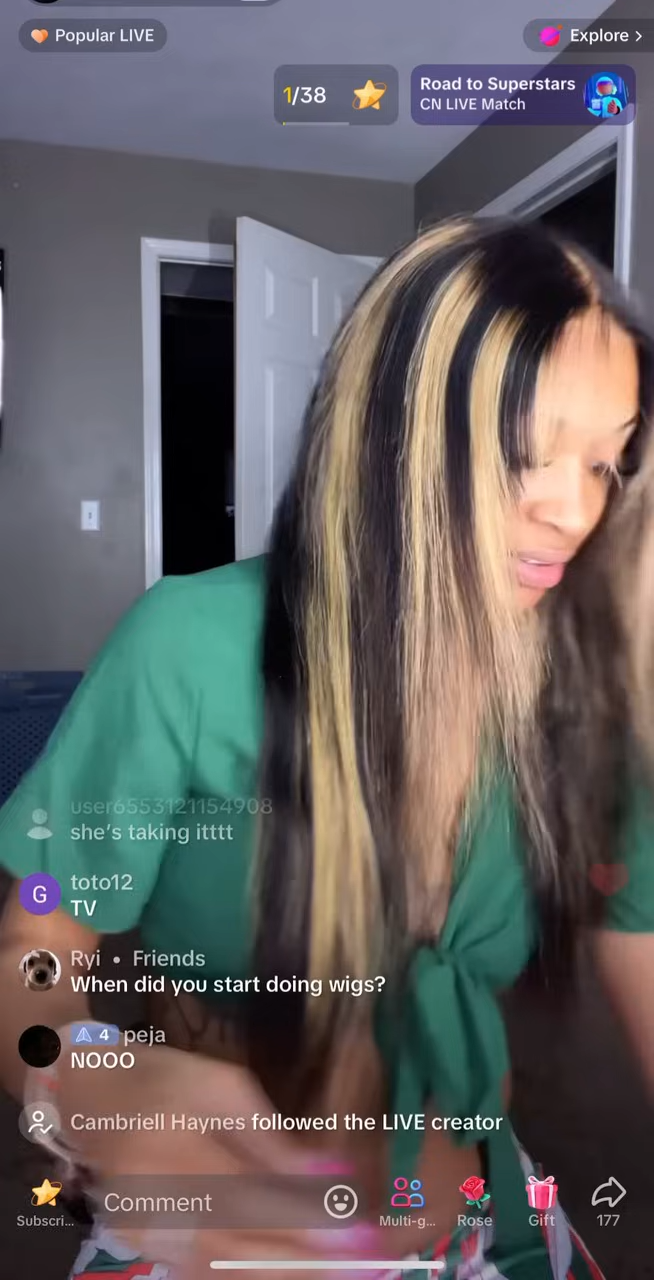 Popular LIVE
Explore >
1/38
Road to Superstars
CN LIVE Match
user6553121154908
she's taking itttt
G
toto12
TV
Ryi • Friends
When did you start doing wigs?
4 peja
NOOO
Cambriell Haynes followed the LIVE creator
Subscri...
Comment
Multi-g...
Rose
Gift
177